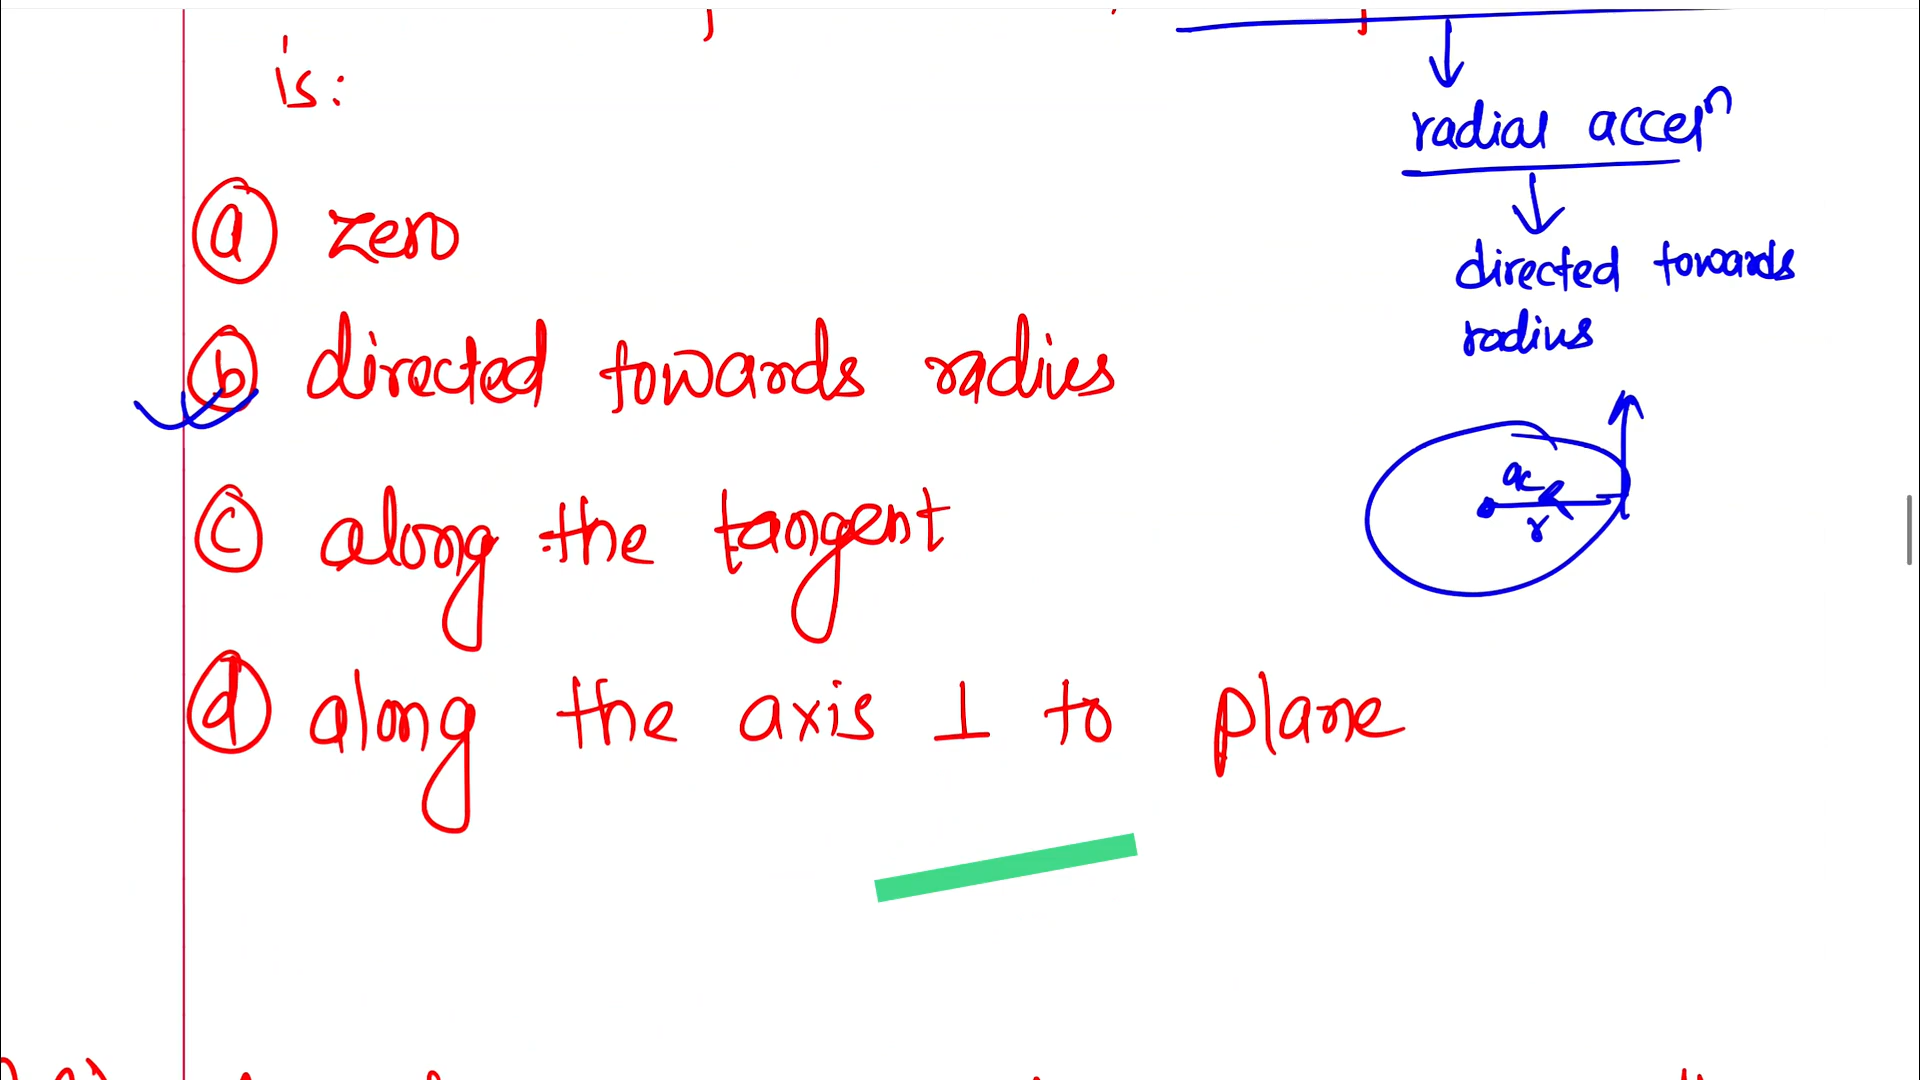 is:
radial accelⁿ
ⓐ zero
directed towards
radius
ⓑ directed towards radius
ac
r
ⓒ along the tangent
ⓓ along the axis ⊥ to plane